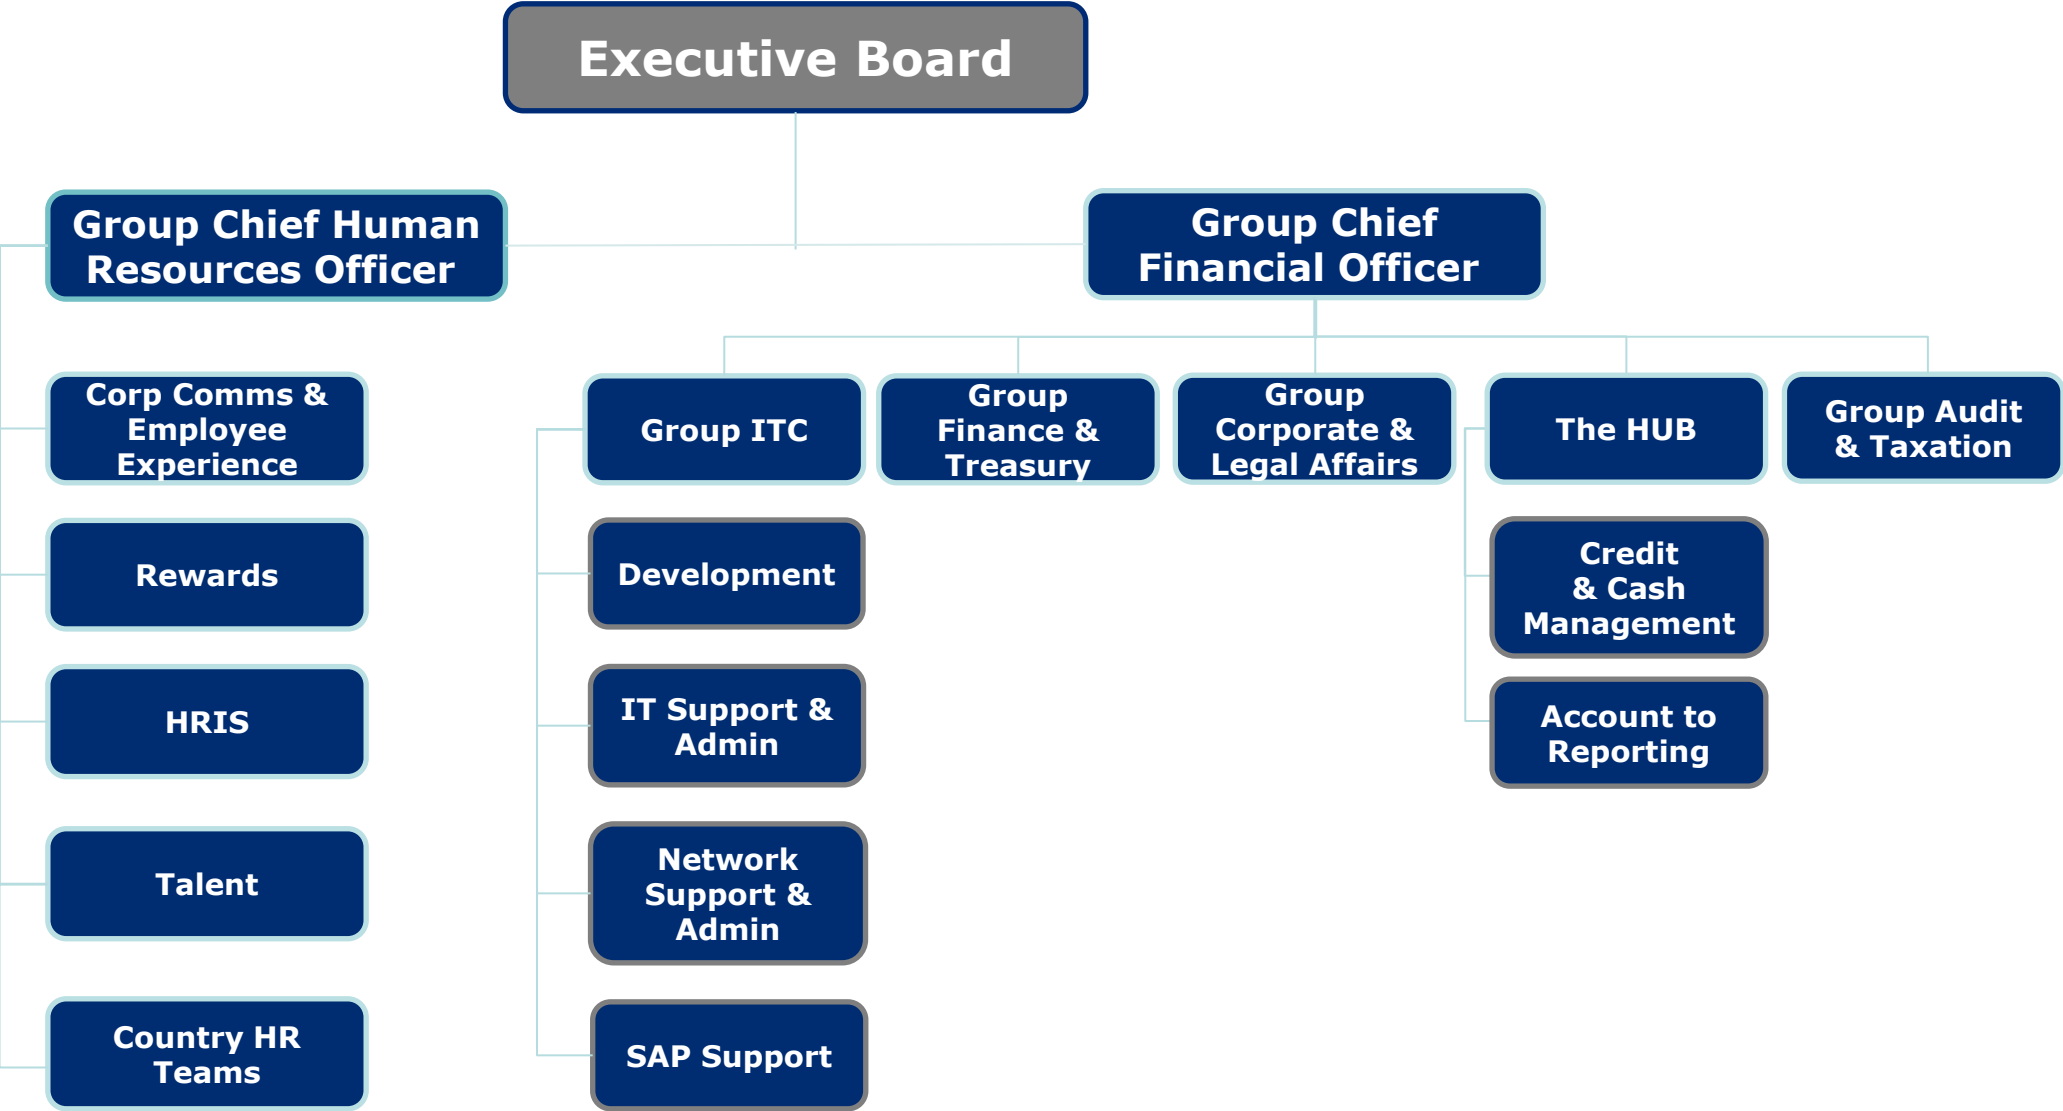 Executive Board
Group Chief Human
Resources Officer
Group Chief
Financial Officer
Corp Comms &
Employee
Experience
Rewards
HRIS
Talent
Country HR
Teams
Group ITC
Development
IT Support &
Admin
Network
Support &
Admin
SAP Support
Group
Finance &
Treasury
Group
Corporate &
Legal Affairs
The HUB
Credit
& Cash
Management
Account to
Reporting
Group Audit
& Taxation